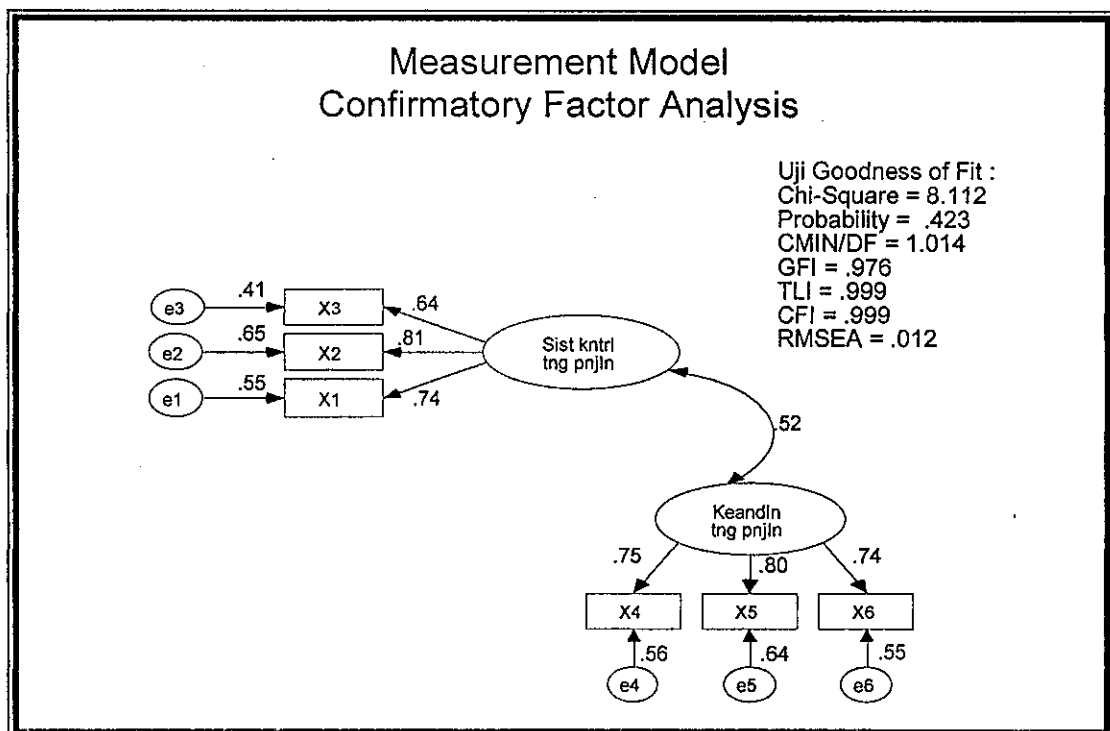 Measurement Model
Confirmatory Factor Analysis
Uji Goodness of Fit :
Chi-Square = 8.112
Probability = .423
CMIN/DF = 1.014
GFI = .976
TLI = .999
CFI = .999
RMSEA = .012
e3 .41 X3 .64
e2 .65 X2 .81
e1 .55 X1 .74
Sist kntrl
tng pnjln
.52
Keandln
tng pnjln
.75 .80 .74
X4 X5 X6
.56 .64 .55
e4 e5 e6